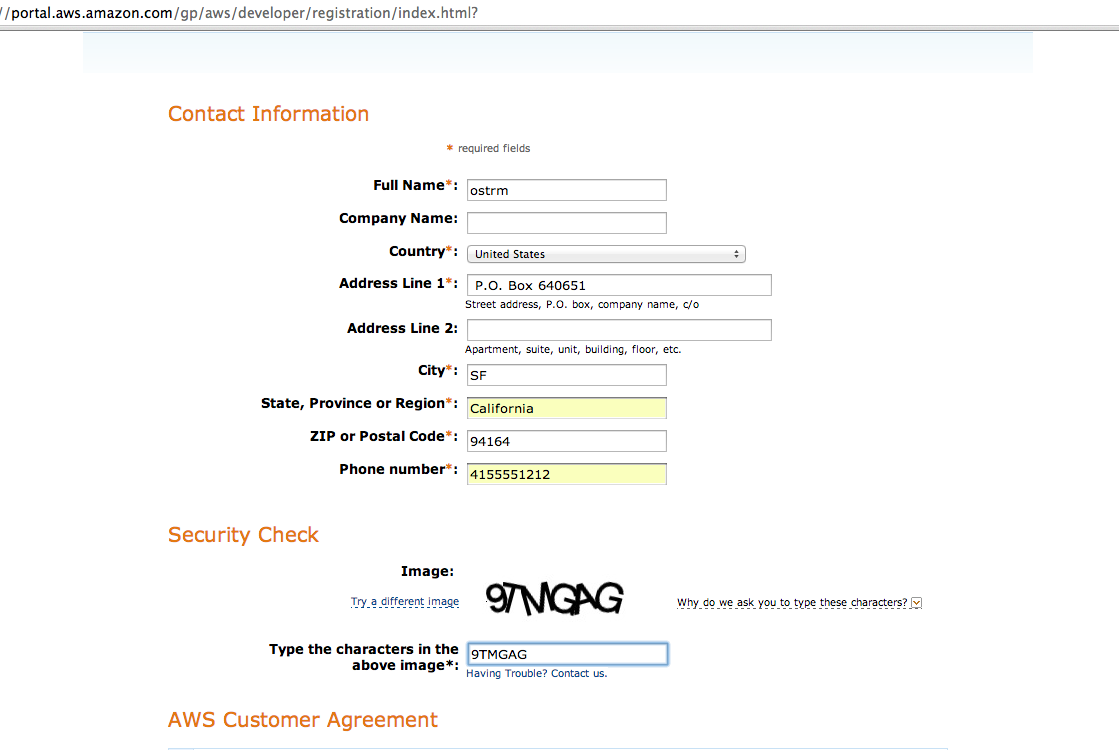 //portal.aws.amazon.com/gp/aws/developer/registration/index.html?
Contact Information
* required fields
Full Name*: ostrm
Company Name:
Country*: United States
Address Line 1*: P.O. Box 640651
Street address, P.O. box, company name, c/o
Address Line 2:
Apartment, suite, unit, building, floor, etc.
City*: SF
State, Province or Region*: California
ZIP or Postal Code*: 94164
Phone number*: 4155551212
Security Check
Image:
Try a different image 9TMGAG Why do we ask you to type these characters?
Type the characters in the
above image*: 9TMGAG
Having Trouble? Contact us.
AWS Customer Agreement